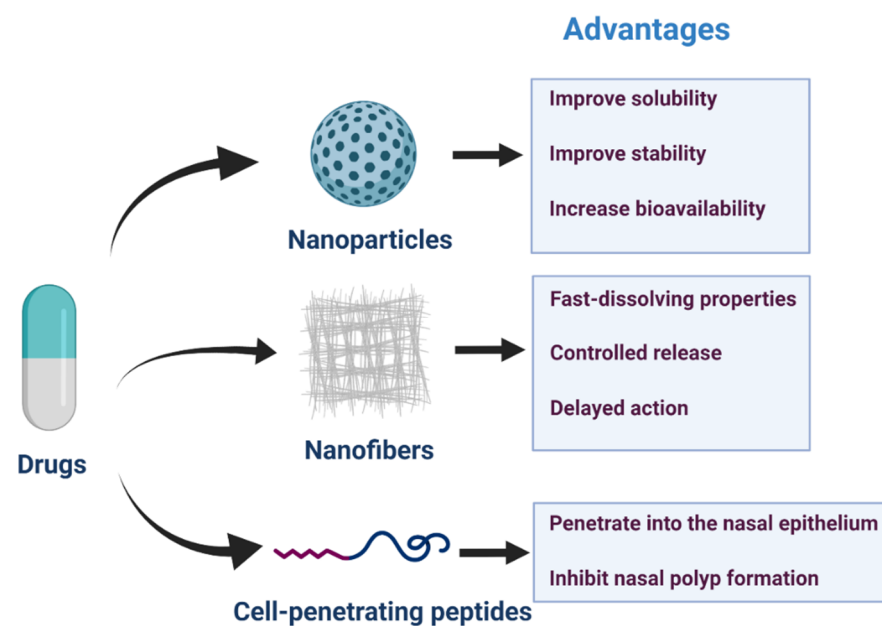 Advantages
Improve solubility
Improve stability
Increase bioavailability
Nanoparticles
Fast-dissolving properties
Controlled release
Delayed action
Nanofibers
Drugs
Penetrate into the nasal epithelium
Inhibit nasal polyp formation
Cell-penetrating peptides